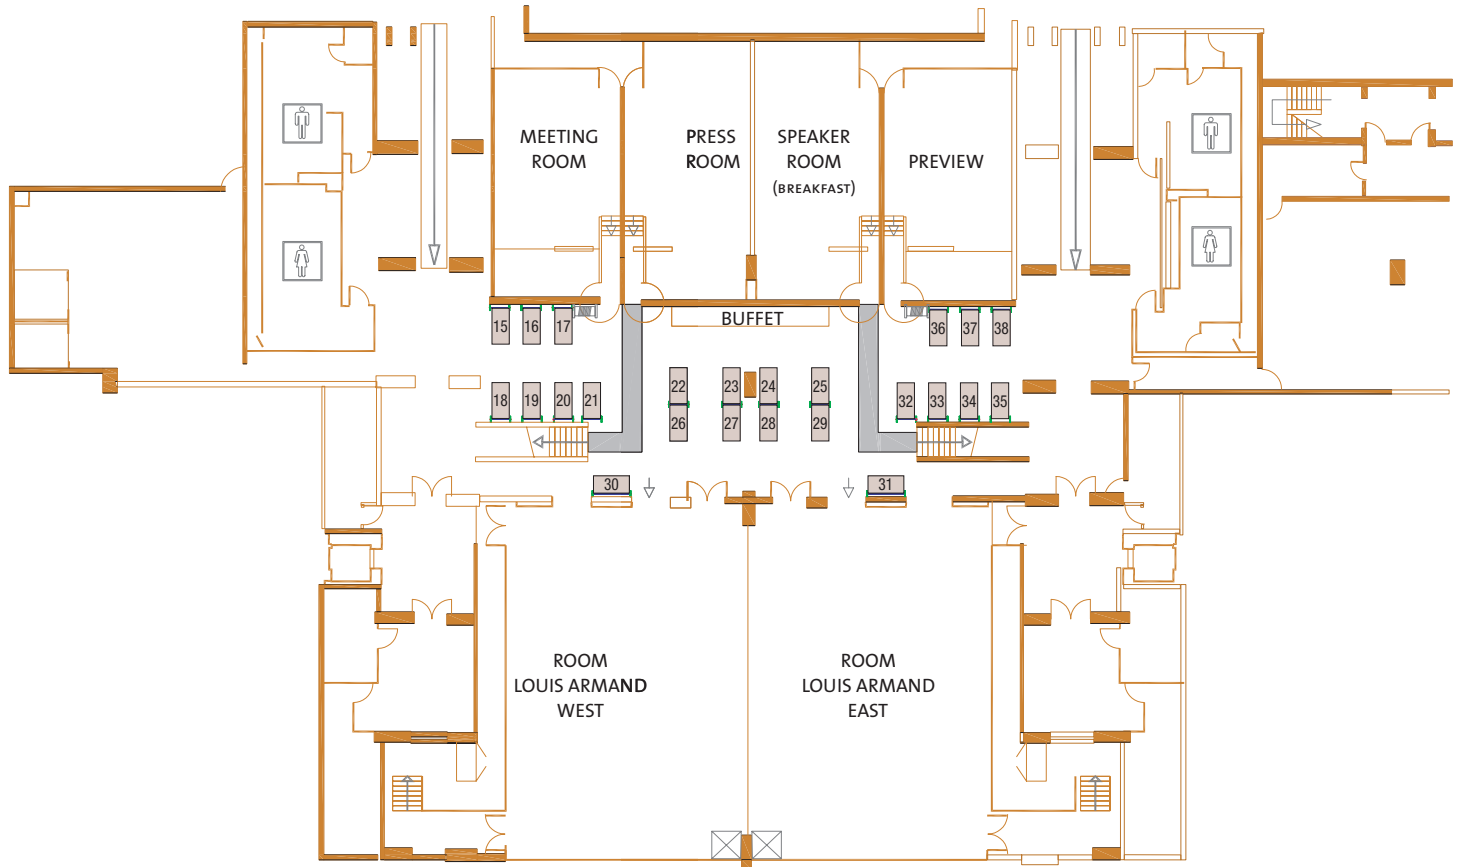 MEETING
ROOM
PRESS
ROOM
SPEAKER
ROOM
(BREAKFAST)
PREVIEW
BUFFET
15
16
17
36
37
38
22
23
24
25
18
19
20
21
26
27
28
29
32
33
34
35
30
31
ROOM
LOUIS ARMAND
WEST
ROOM
LOUIS ARMAND
EAST